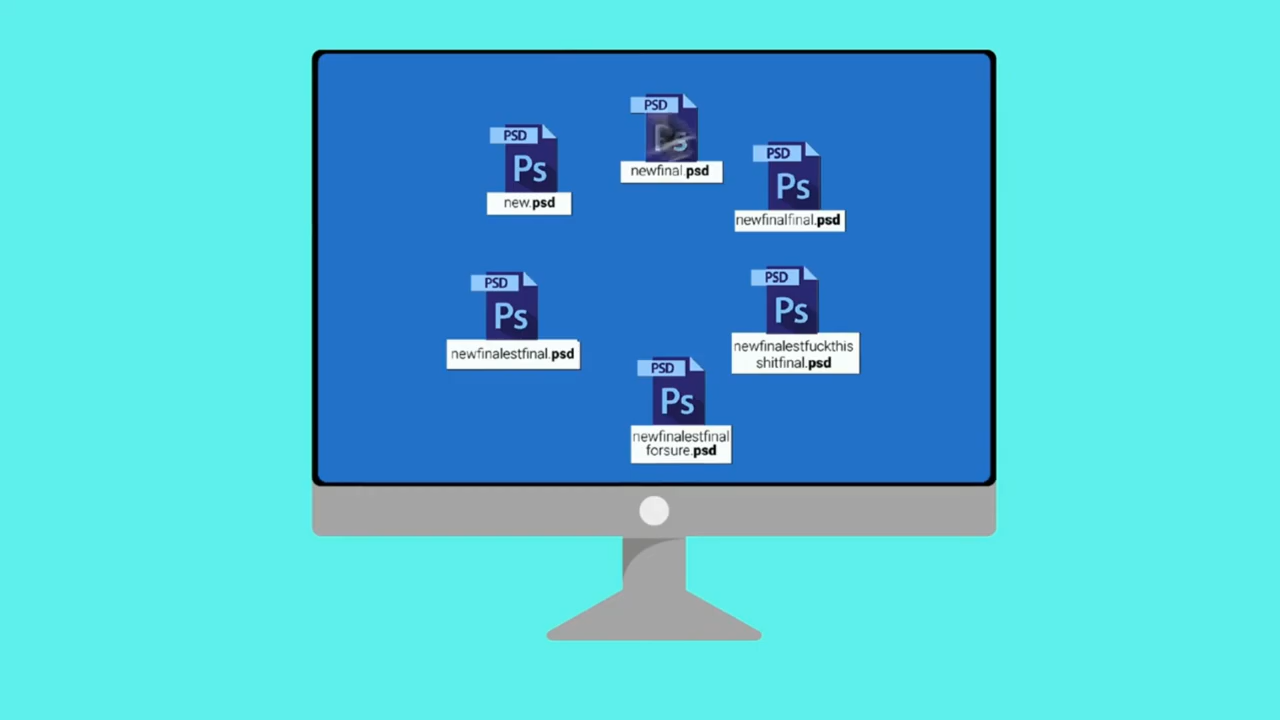 PSD
Ps
newfinal.psd
PSD
Ps
new.psd
PSD
Ps
newfinalfinal.psd
PSD
Ps
newfinalestfinal.psd
PSD
Ps
newfinalestfuckthis
shitfinal.psd
PSD
Ps
newfinalestfinal
forsure.psd